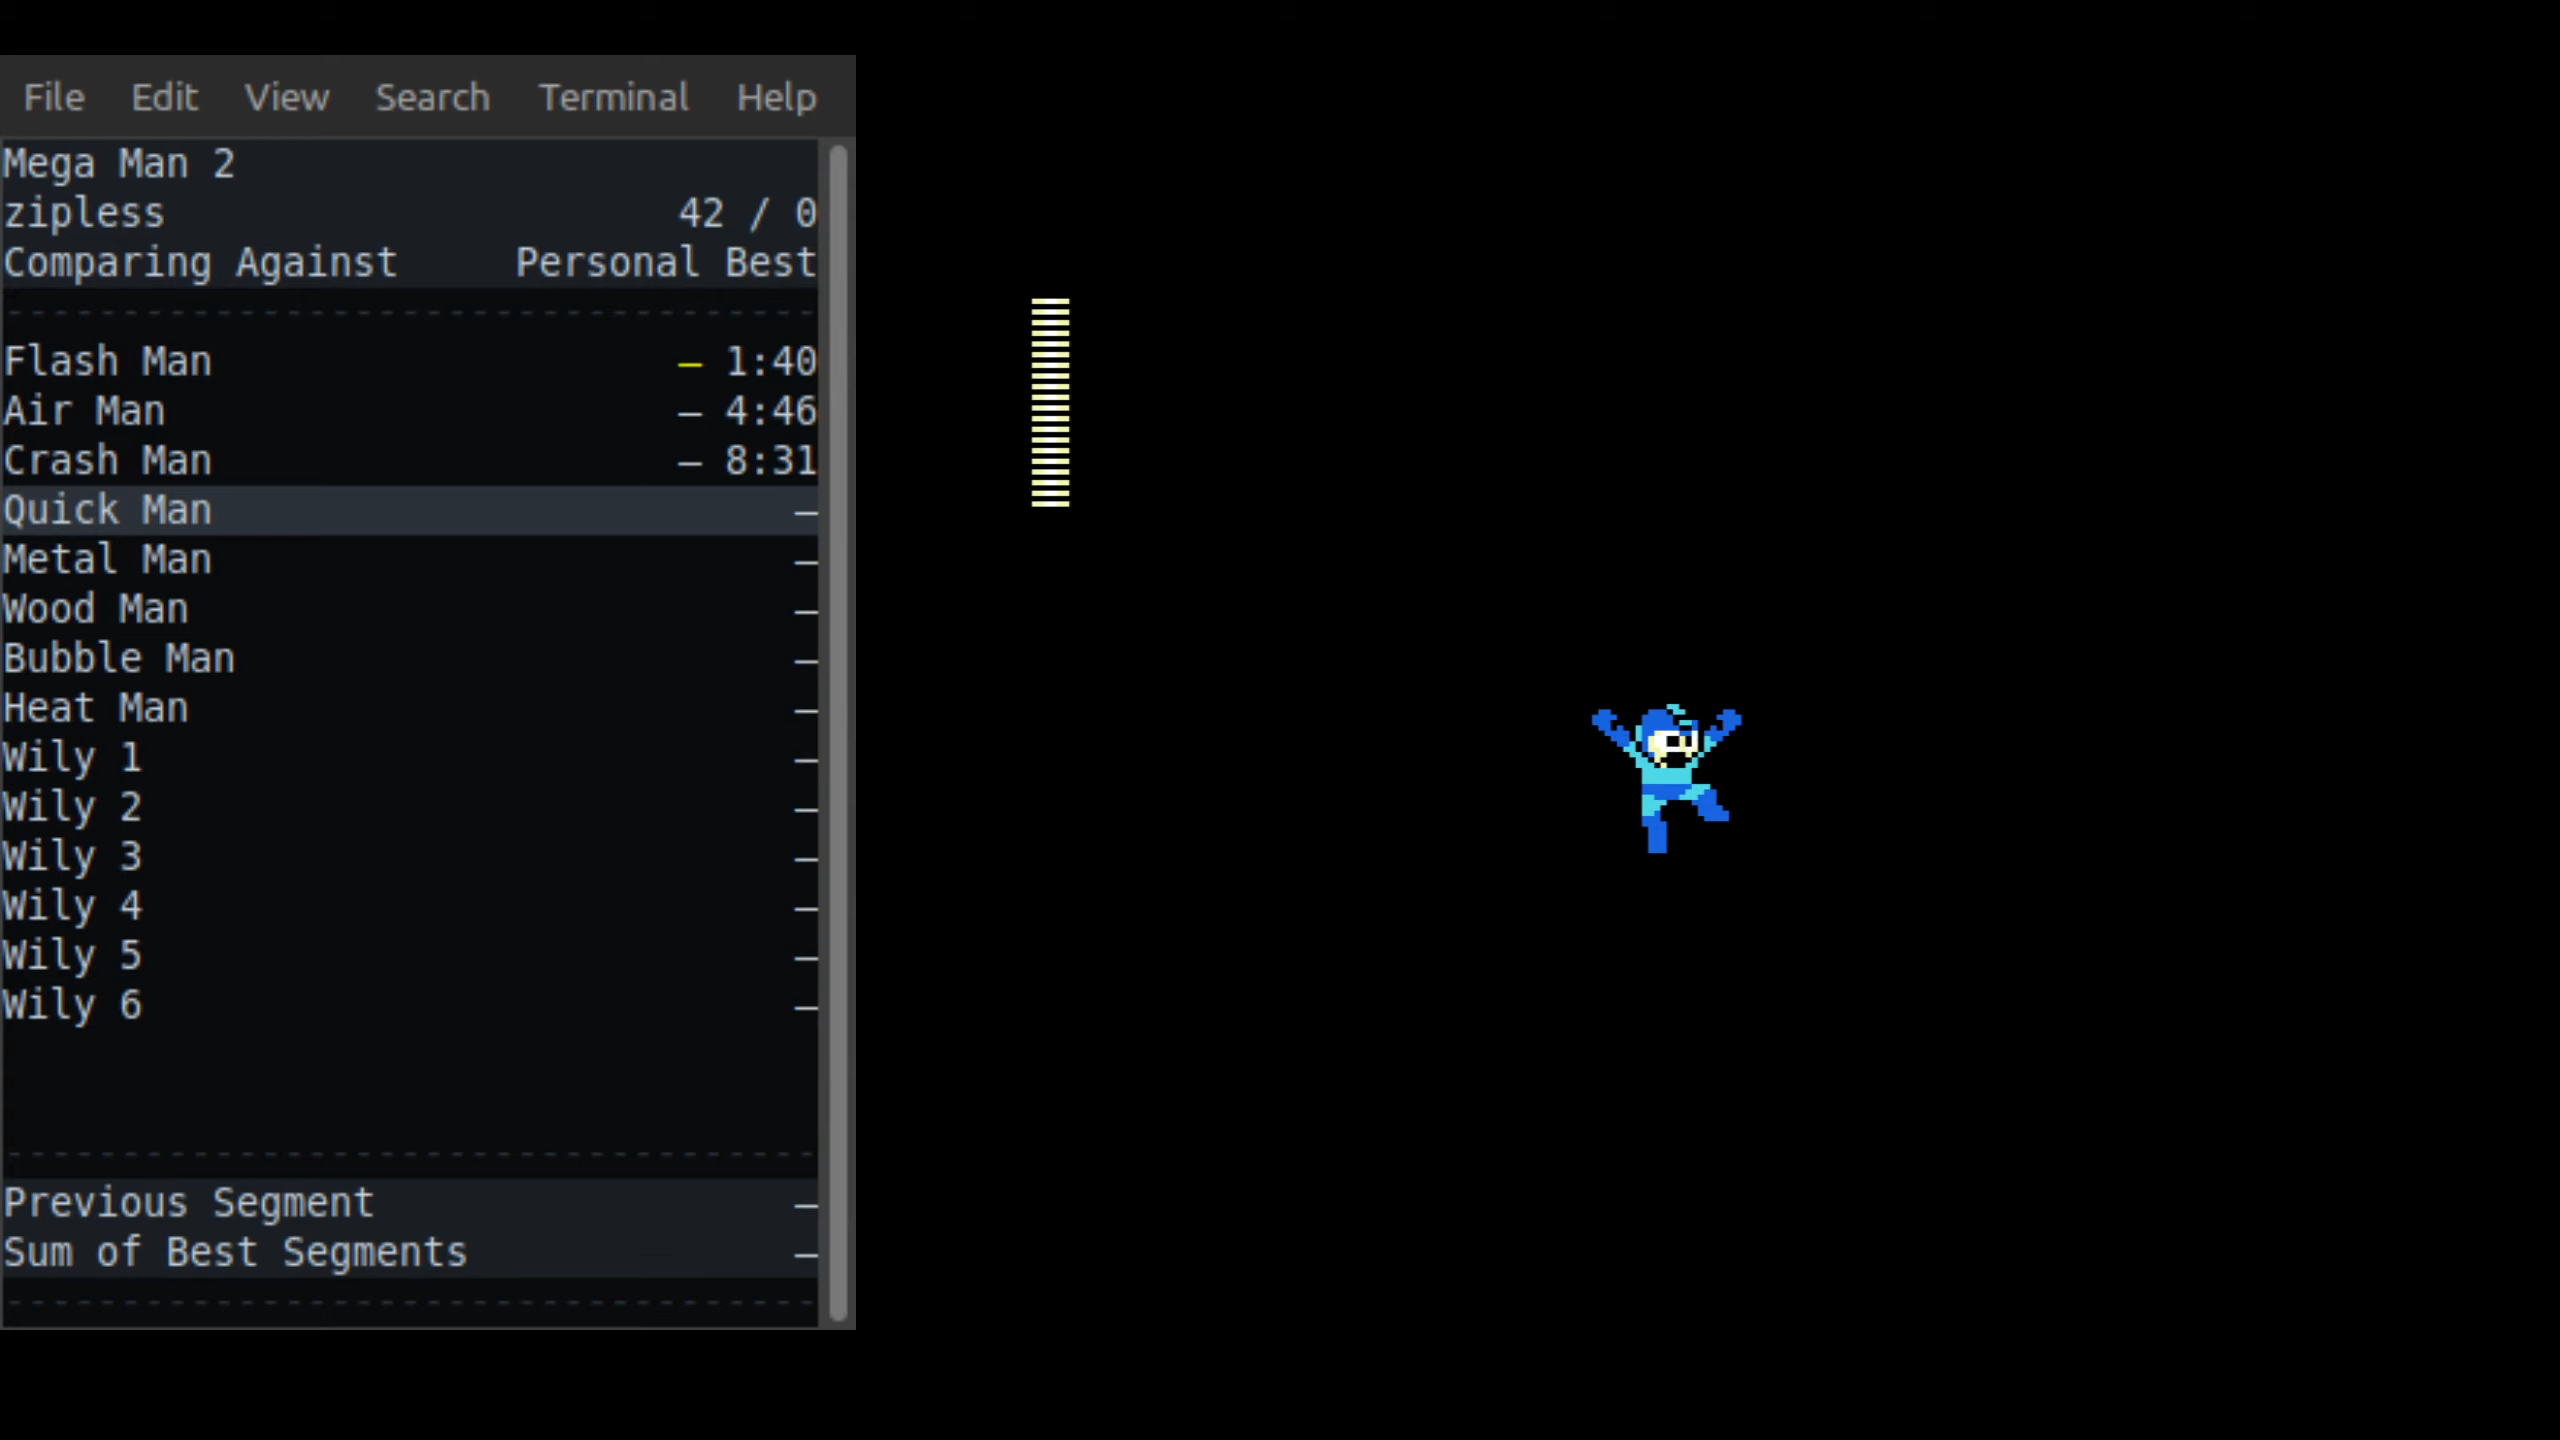 File Edit View Search Terminal Help
Mega Man 2
zipless 42 / 0
Comparing Against Personal Best
Flash Man — 1:40
Air Man — 4:46
Crash Man — 8:31
Quick Man —
Metal Man —
Wood Man —
Bubble Man —
Heat Man —
Wily 1 —
Wily 2 —
Wily 3 —
Wily 4 —
Wily 5 —
Wily 6 —
Previous Segment —
Sum of Best Segments —